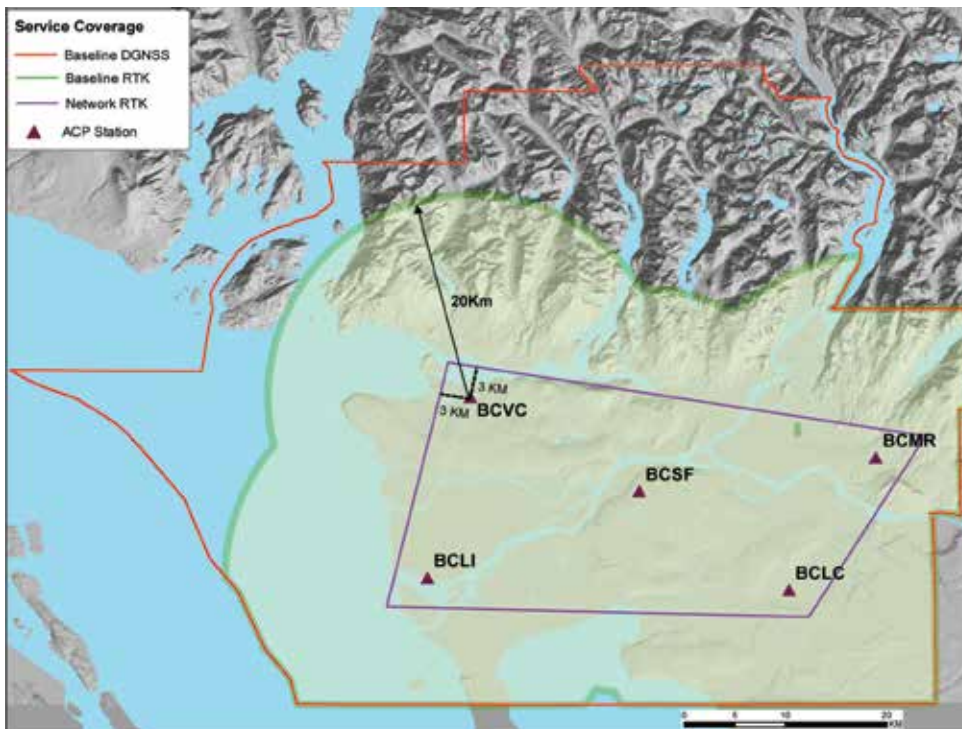 Service Coverage
Baseline DGNSS
Baseline RTK
Network RTK
ACP Station
20Km
3 KM
3 KM
BCVC
BCMR
BCSF
BCLI
BCLC
0 5 10 20
KM